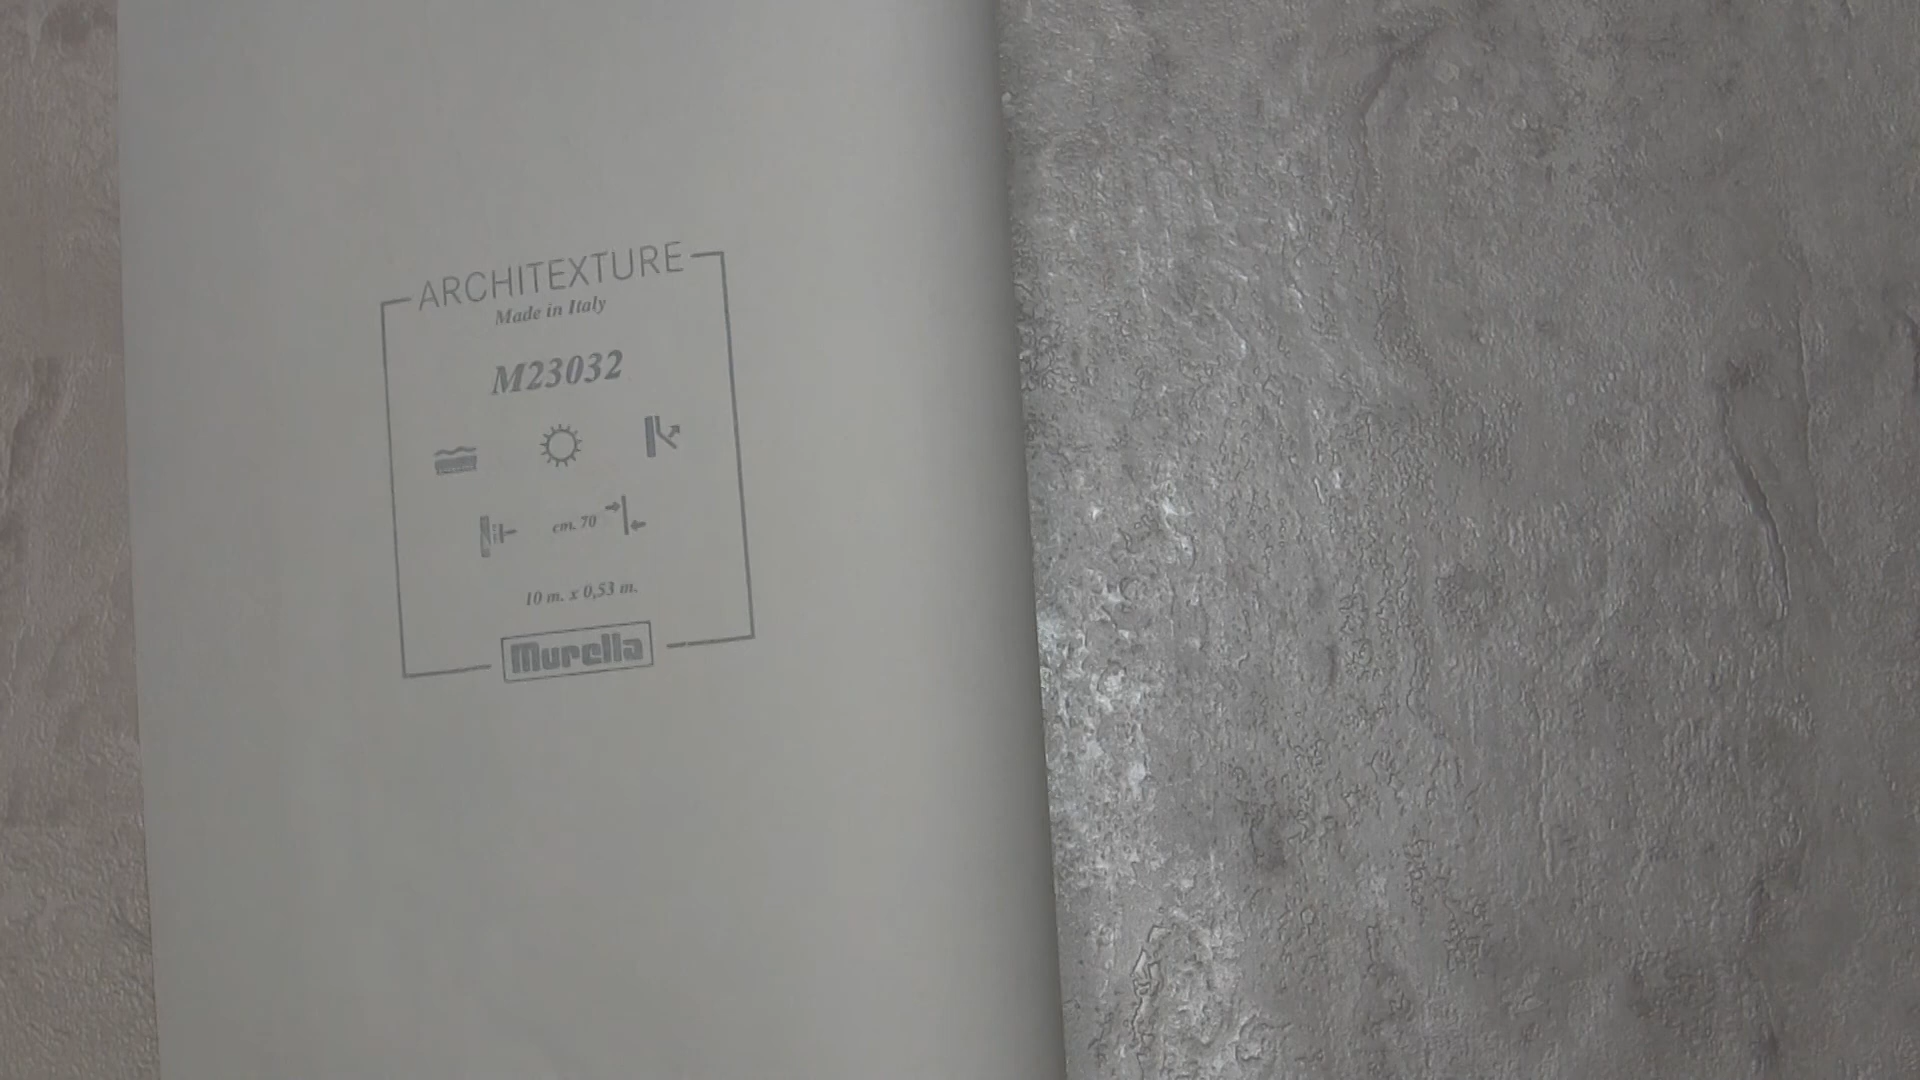 ARCHITEXTURE
Made in Italy
M23032
cm. 70
10 m. x 0,53 m.
Murella